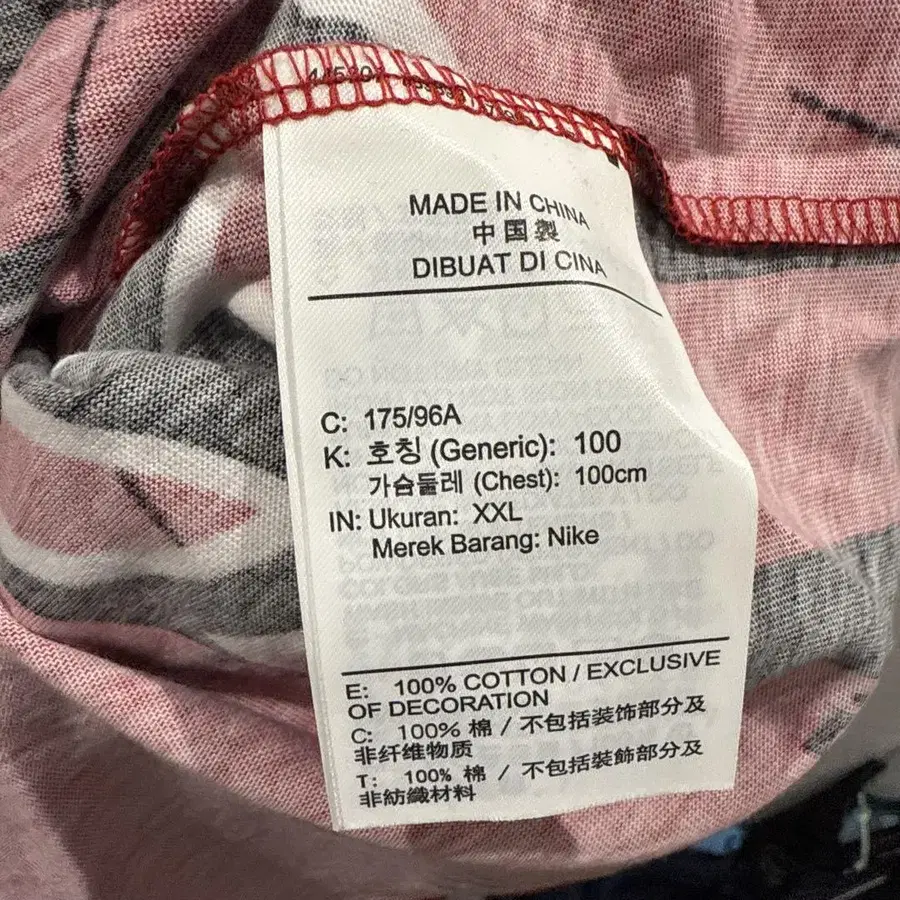 MADE IN CHINA
中国製
DIBUAT DI CINA
C: 175/96A
K: 호칭 (Generic): 100
가슴둘레 (Chest): 100cm
IN: Ukuran: XXL
Merek Barang: Nike
E: 100% COTTON / EXCLUSIVE
OF DECORATION
C: 100% 棉 / 不包括装饰部分及
非纤维物质
T: 100% 棉 / 不包括裝飾部分及
非紡織材料